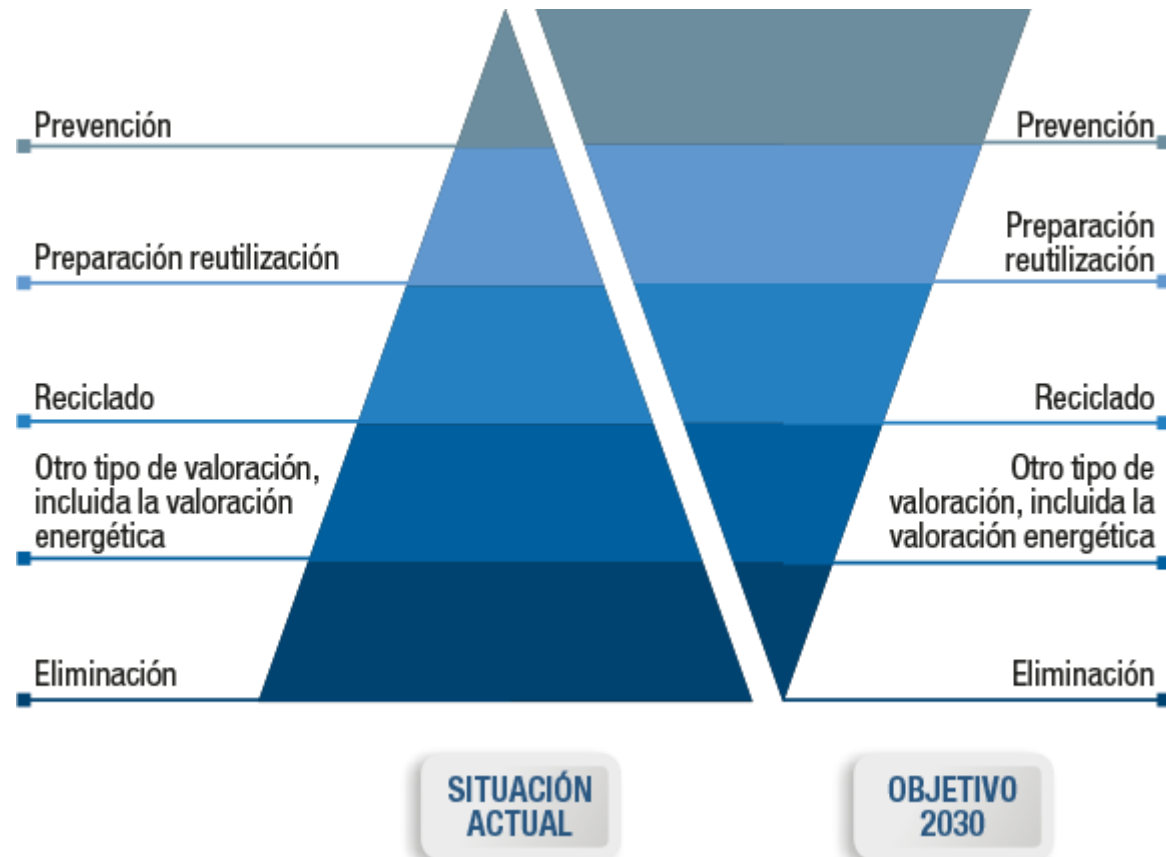 Prevención
Preparación reutilización
Reciclado
Otro tipo de valoración,
incluida la valoración
energética
Eliminación
Prevención
Preparación
reutilización
Reciclado
Otro tipo de
valoración, incluida la
valoración energética
Eliminación
SITUACIÓN
ACTUAL
OBJETIVO
2030